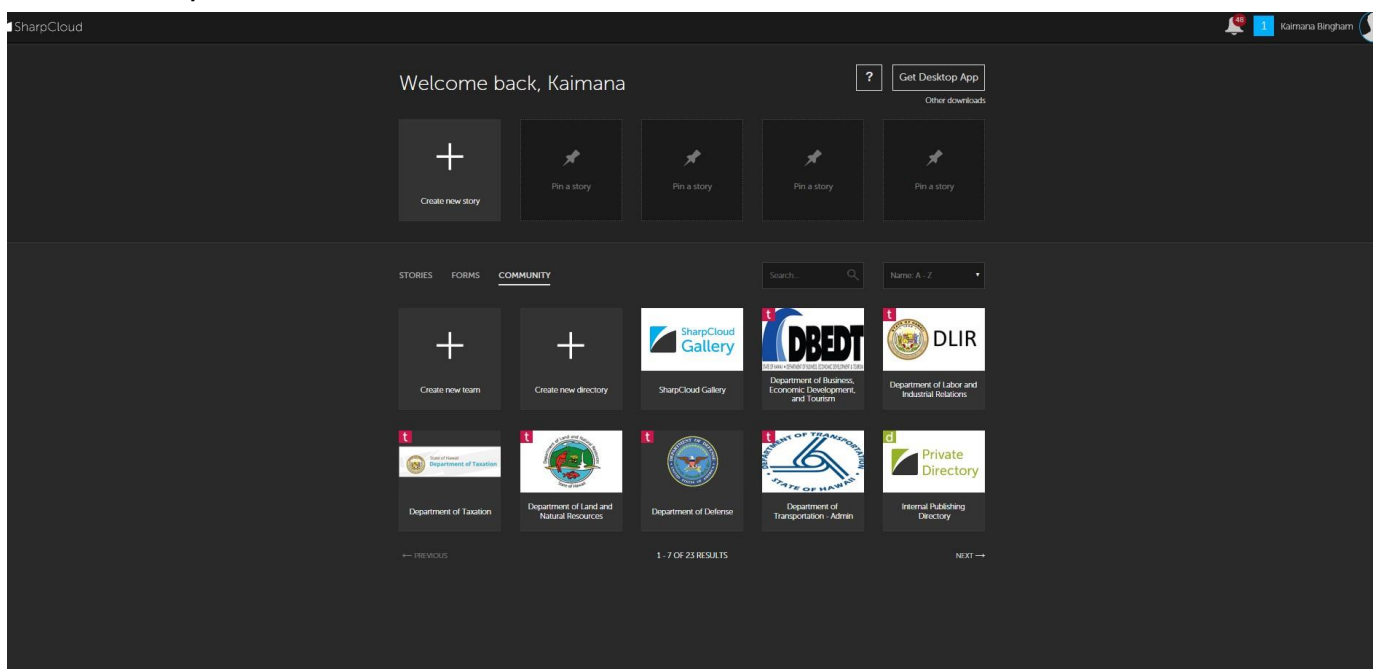 SharpCloud
48
1
Kaimana Bingham
Welcome back, Kaimana
?
Get Desktop App
Other downloads
Create new story
Pin a story
Pin a story
Pin a story
Pin a story
STORIES
FORMS
COMMUNITY
Search...
Name: A - Z
Create new team
Create new directory
SharpCloud
Gallery
SharpCloud Gallery
t
DBEDT
Department of Business,
Economic Development,
and Tourism
t
DLIR
Department of Labor and
Industrial Relations
t
State of Hawaii
Department of Taxation
Department of Taxation
t
Department of Land and
Natural Resources
t
Department of Defense
t
DEPARTMENT OF TRANSPORTATION
STATE OF HAWAII
Department of
Transportation - Admin
d
Private
Directory
Internal Publishing
Directory
← PREVIOUS
1 - 7 OF 23 RESULTS
NEXT →